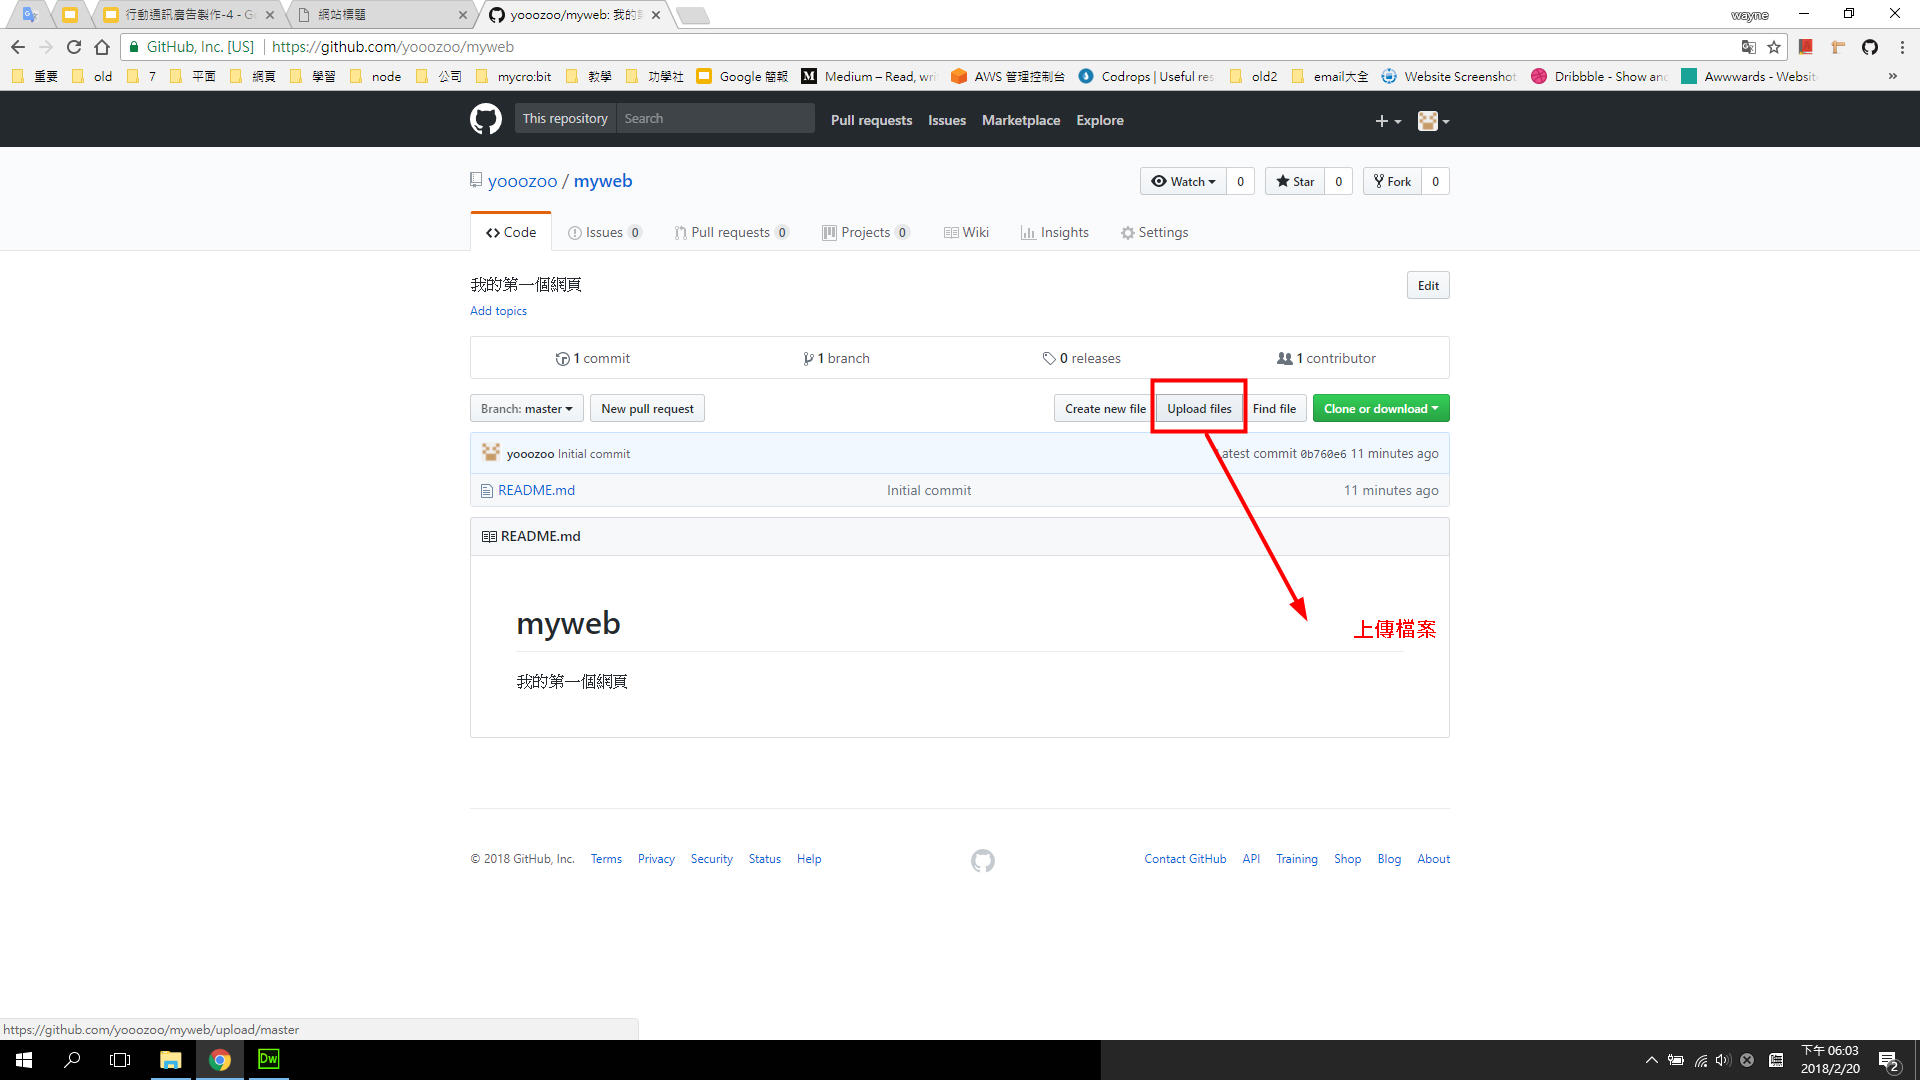 行動通訊廣告製作-4 - G
網站標題
yooozoo/myweb: 我的
wayne
GitHub, Inc. [US]
https://github.com/yooozoo/myweb
重要
old
7
平面
網頁
學習
node
公司
mycro:bit
教學
功學社
Google 簡報
Medium – Read, wri
AWS 管理控制台
Codrops | Useful res
old2
email大全
Website Screenshot
Dribbble - Show and
Awwwards - Websit
»
This repository
Search
Pull requests
Issues
Marketplace
Explore
yooozoo / myweb
Watch
0
Star
0
Fork
0
Code
Issues 0
Pull requests 0
Projects 0
Wiki
Insights
Settings
我的第一個網頁
Edit
Add topics
1 commit
1 branch
0 releases
1 contributor
Branch: master
New pull request
Create new file
Upload files
Find file
Clone or download
yooozoo Initial commit
atest commit 0b760e6 11 minutes ago
README.md
Initial commit
11 minutes ago
README.md
myweb
上傳檔案
我的第一個網頁
© 2018 GitHub, Inc.
Terms
Privacy
Security
Status
Help
Contact GitHub
API
Training
Shop
Blog
About
https://github.com/yooozoo/myweb/upload/master
Dw
下午 06:03
2018/2/20
2